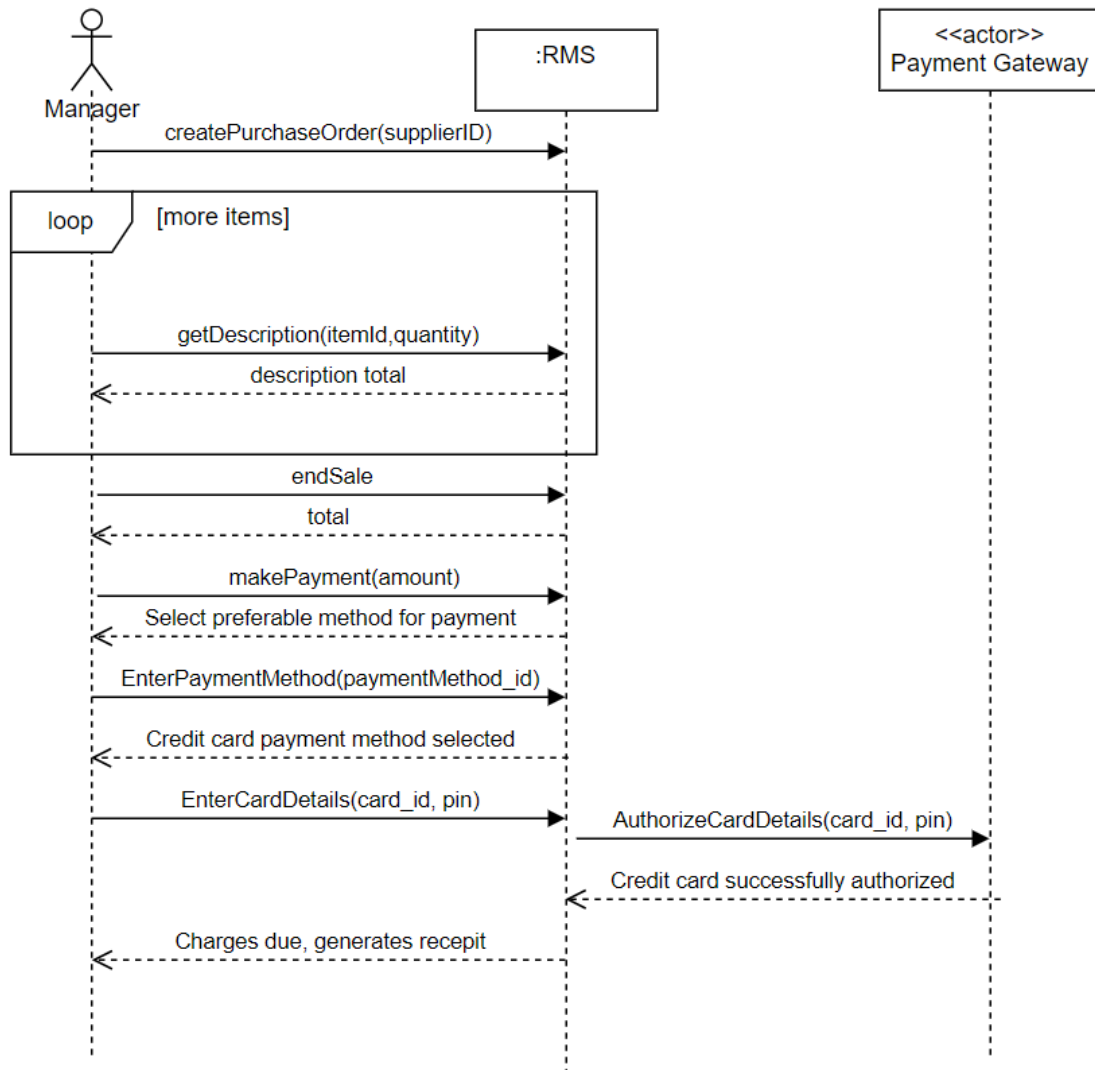 Manager
:RMS
<<actor>>
Payment Gateway
createPurchaseOrder(supplierID)
loop
[more items]
getDescription(itemId,quantity)
description total
endSale
total
makePayment(amount)
Select preferable method for payment
EnterPaymentMethod(paymentMethod_id)
Credit card payment method selected
EnterCardDetails(card_id, pin)
AuthorizeCardDetails(card_id, pin)
Credit card successfully authorized
Charges due, generates recepit